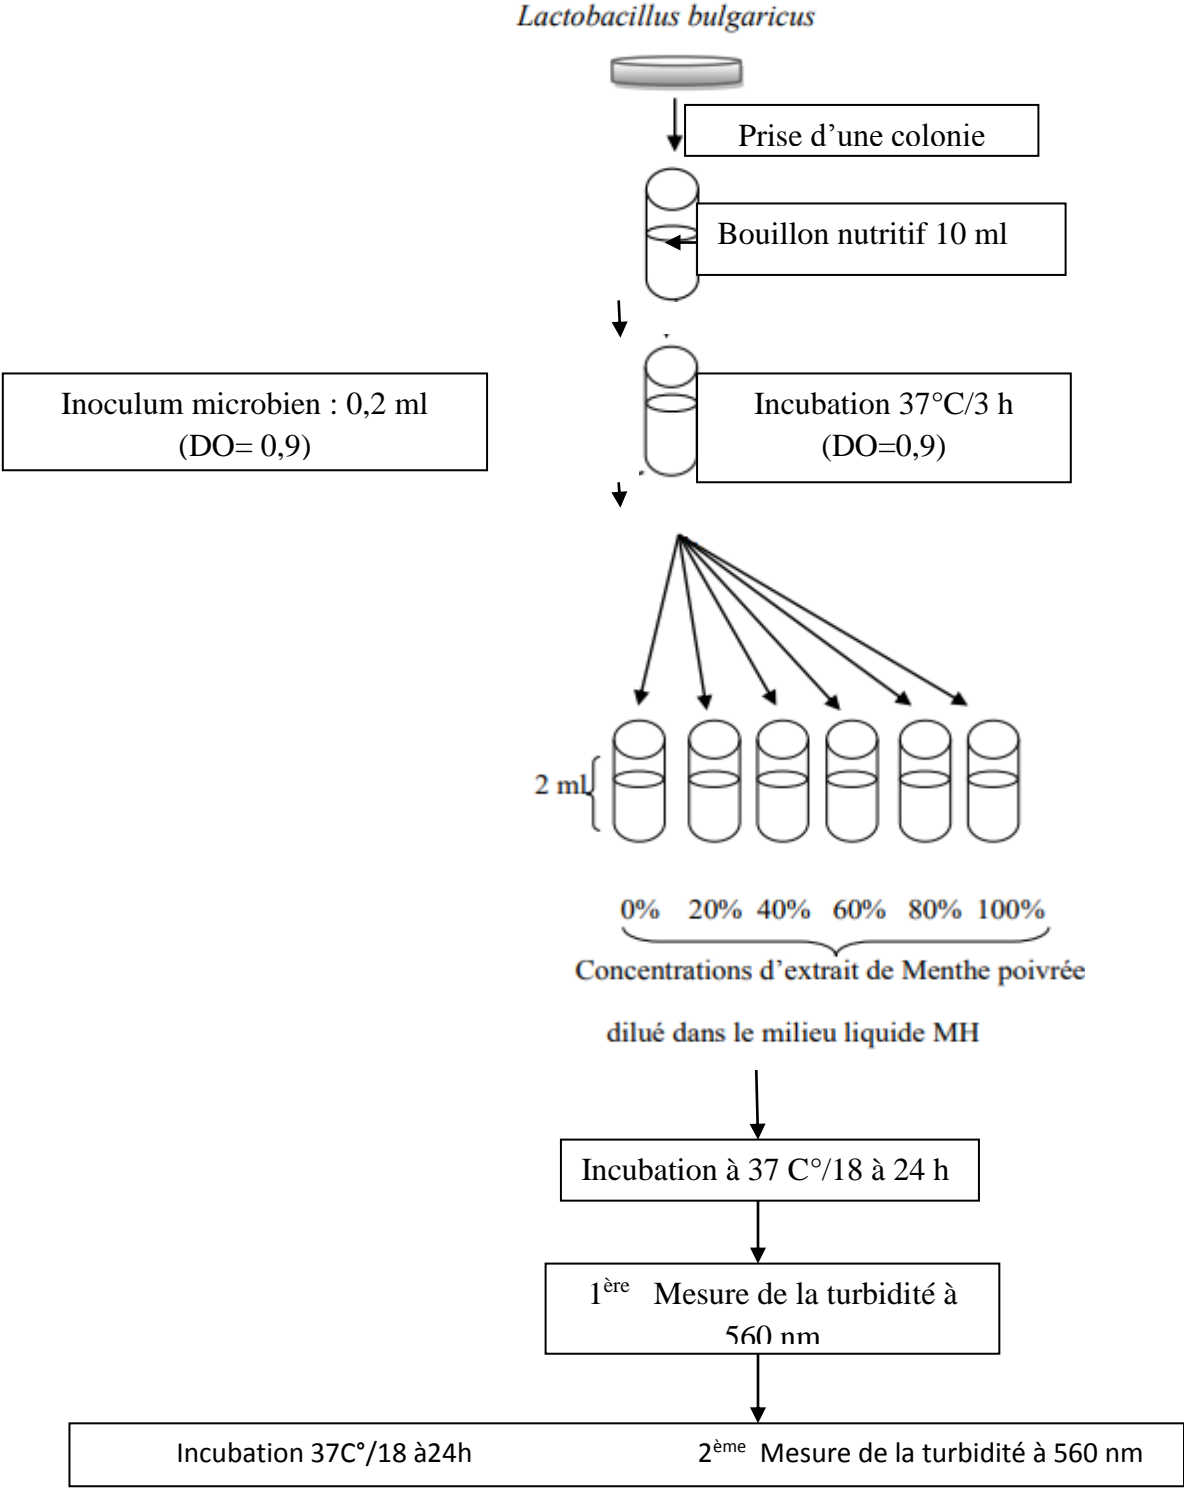 Lactobacillus bulgaricus
Prise d’une colonie
Bouillon nutritif 10 ml
Inoculum microbien : 0,2 ml
(DO= 0,9)
Incubation 37°C/3 h
(DO=0,9)
2 ml
0% 20% 40% 60% 80% 100%
Concentrations d’extrait de Menthe poivrée
dilué dans le milieu liquide MH
Incubation à 37 C°/18 à 24 h
1ère Mesure de la turbidité à
560 nm
Incubation 37C°/18 à24h 2ème Mesure de la turbidité à 560 nm